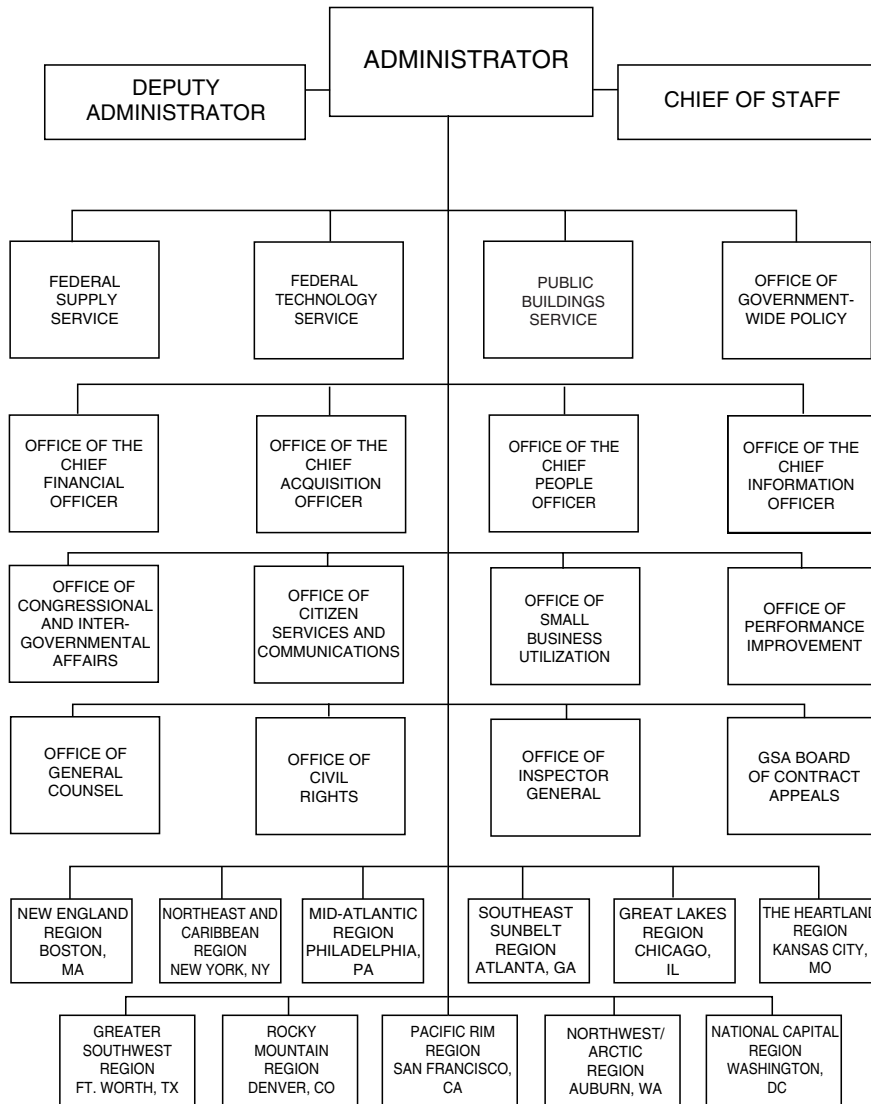 ADMINISTRATOR
DEPUTY
ADMINISTRATOR
CHIEF OF STAFF
FEDERAL
SUPPLY
SERVICE
FEDERAL
TECHNOLOGY
SERVICE
PUBLIC
BUILDINGS
SERVICE
OFFICE OF
GOVERNMENT-
WIDE POLICY
OFFICE OF THE
CHIEF
FINANCIAL
OFFICER
OFFICE OF THE
CHIEF
ACQUISITION
OFFICER
OFFICE OF THE
CHIEF
PEOPLE
OFFICER
OFFICE OF THE
CHIEF
INFORMATION
OFFICER
OFFICE OF
CONGRESSIONAL
AND INTER-
GOVERNMENTAL
AFFAIRS
OFFICE OF
CITIZEN
SERVICES AND
COMMUNICATIONS
OFFICE OF
SMALL
BUSINESS
UTILIZATION
OFFICE OF
PERFORMANCE
IMPROVEMENT
OFFICE OF
GENERAL
COUNSEL
OFFICE OF
CIVIL
RIGHTS
OFFICE OF
INSPECTOR
GENERAL
GSA BOARD
OF CONTRACT
APPEALS
NEW ENGLAND
REGION
BOSTON,
MA
NORTHEAST AND
CARIBBEAN
REGION
NEW YORK, NY
MID-ATLANTIC
REGION
PHILADELPHIA,
PA
SOUTHEAST
SUNBELT
REGION
ATLANTA, GA
GREAT LAKES
REGION
CHICAGO,
IL
THE HEARTLAND
REGION
KANSAS CITY,
MO
GREATER
SOUTHWEST
REGION
FT. WORTH, TX
ROCKY
MOUNTAIN
REGION
DENVER, CO
PACIFIC RIM
REGION
SAN FRANCISCO,
CA
NORTHWEST/
ARCTIC
REGION
AUBURN, WA
NATIONAL CAPITAL
REGION
WASHINGTON,
DC